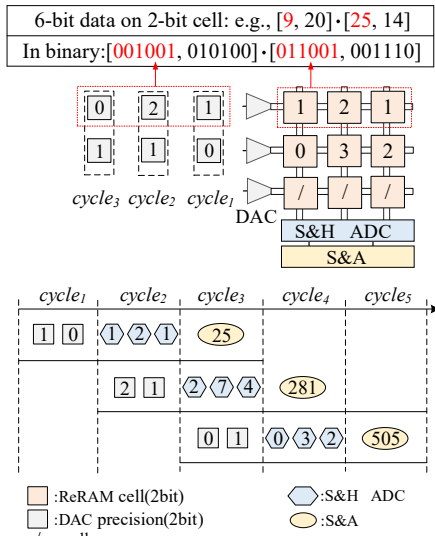 6-bit data on 2-bit cell: e.g., [9, 20]·[25, 14]
In binary:[001001, 010100]·[011001, 001110]
0 2 1 1 2 1
1 1 0 0 3 2
cycle3 cycle2 cycle1 / / /
DAC
S&H ADC
S&A
cycle1 cycle2 cycle3 cycle4 cycle5
1 0 1 2 1 25
2 1 2 7 4 281
0 1 0 3 2 505
:ReRAM cell(2bit) :S&H ADC
:DAC precision(2bit) :S&A